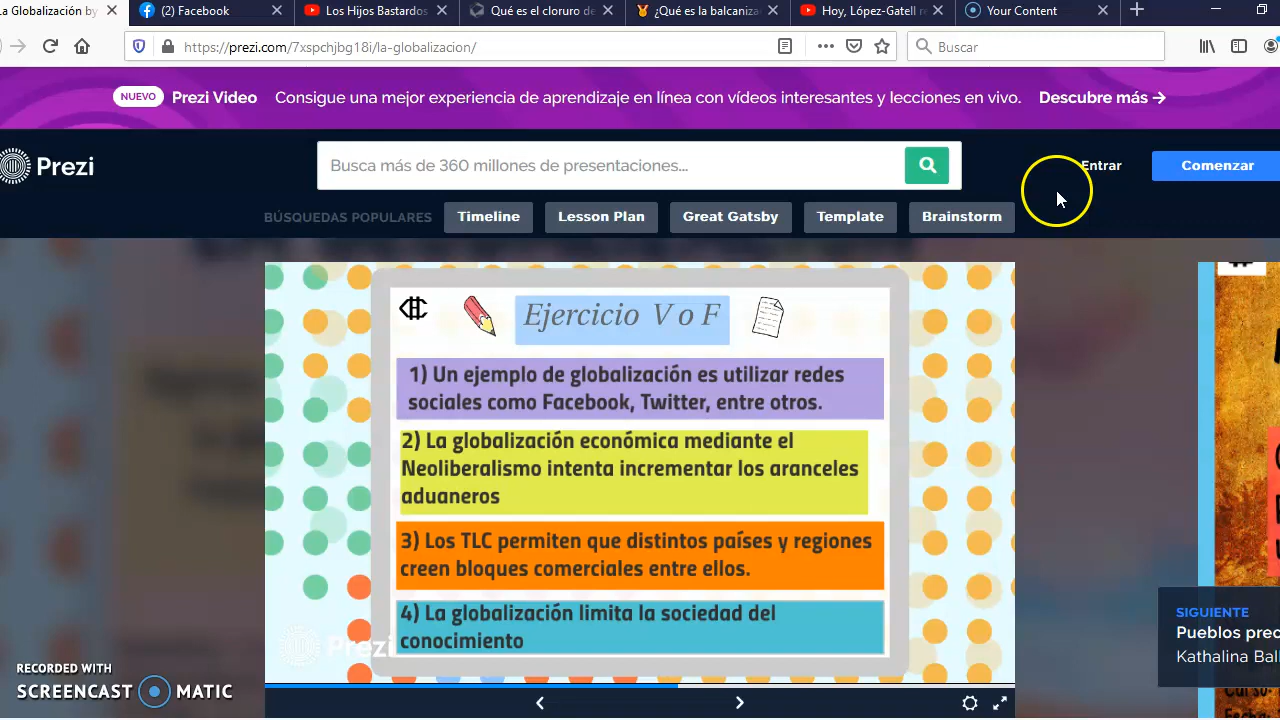 La Globalización by
(2) Facebook
Los Hijos Bastardos
Qué es el cloruro de
¿Qué es la balcaniza
Hoy, López-Gatell re
Your Content
https://prezi.com/7xspchjbg18i/la-globalizacion/
Buscar
NUEVO Prezi Video Consigue una mejor experiencia de aprendizaje en línea con vídeos interesantes y lecciones en vivo. Descubre más →
Prezi
Busca más de 360 millones de presentaciones...
Entrar
Comenzar
BÚSQUEDAS POPULARES
Timeline
Lesson Plan
Great Gatsby
Template
Brainstorm
Ejercicio V o F
1) Un ejemplo de globalización es utilizar redes
sociales como Facebook, Twitter, entre otros.
2) La globalización económica mediante el
Neoliberalismo intenta incrementar los aranceles
aduaneros
3) Los TLC permiten que distintos países y regiones
creen bloques comerciales entre ellos.
4) La globalización limita la sociedad del
conocimiento
Prezi
SIGUIENTE
Pueblos prec
Kathalina Ball
RECORDED WITH
SCREENCAST MATIC